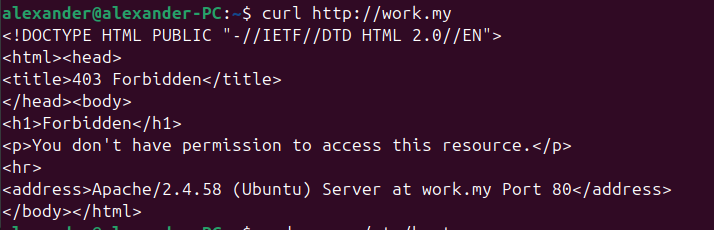 alexander@alexander-PC:~$ curl http://work.my
<!DOCTYPE HTML PUBLIC "-//IETF//DTD HTML 2.0//EN">
<html><head>
<title>403 Forbidden</title>
</head><body>
<h1>Forbidden</h1>
<p>You don't have permission to access this resource.</p>
<hr>
<address>Apache/2.4.58 (Ubuntu) Server at work.my Port 80</address>
</body></html>